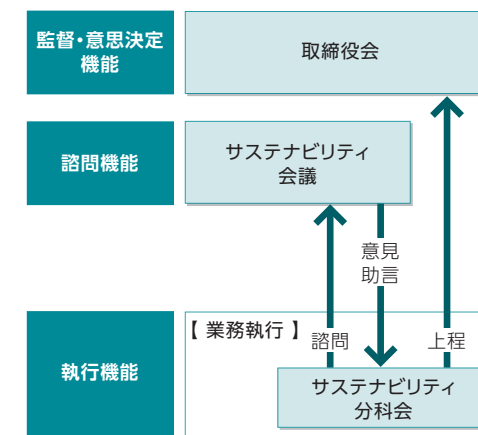 監督・意思決定
機能
取締役会
諮問機能
サステナビリティ
会議
意見
助言
執行機能
【 業務執行 】
諮問
上程
サステナビリティ
分科会